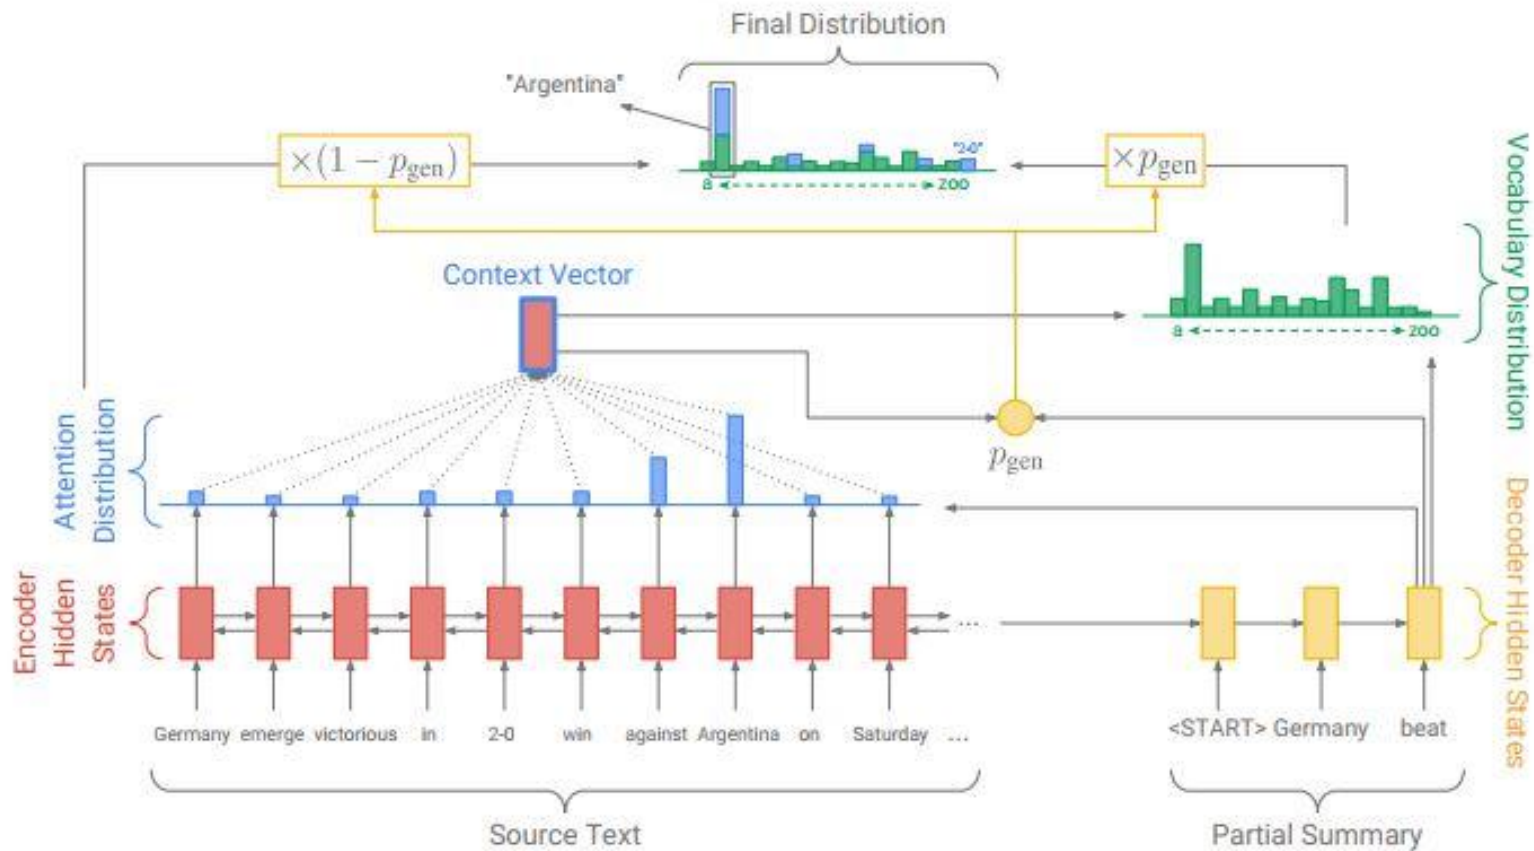 Final Distribution
"Argentina"
×(1 − p_gen)
×p_gen
"2-0"
a
zoo
Context Vector
Vocabulary Distribution
a
zoo
Attention
Distribution
p_gen
Encoder
Hidden
States
Decoder Hidden States
...
Germany emerge victorious in 2-0 win against Argentina on Saturday ...
<START> Germany beat
Source Text
Partial Summary